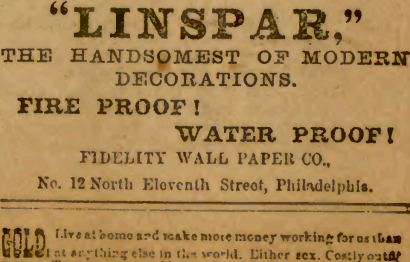 "LINSPAR,"
THE HANDSOMEST OF MODERN
DECORATIONS.
FIRE PROOF!
WATER PROOF!
FIDELITY WALL PAPER CO.,
No. 12 North Eleventh Street, Philadelphia.
GOLD Live at home and make more money working for us than
at anything else in the world. Either sex. Costly outfit